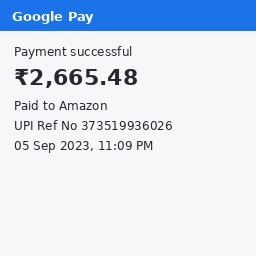 Google Pay
Payment successful
₹2,665.48
Paid to Amazon
UPI Ref No 373519936026
05 Sep 2023, 11:09 PM